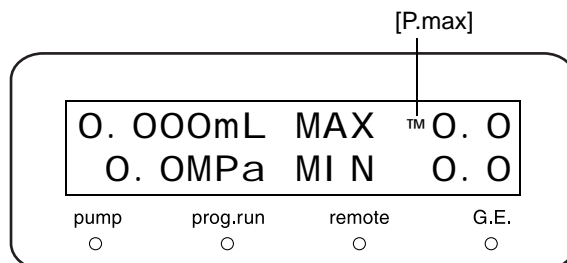 [P.max]
0.000mL MAX ™0.0
0.0MPa MIN 0.0
pump prog.run remote G.E.